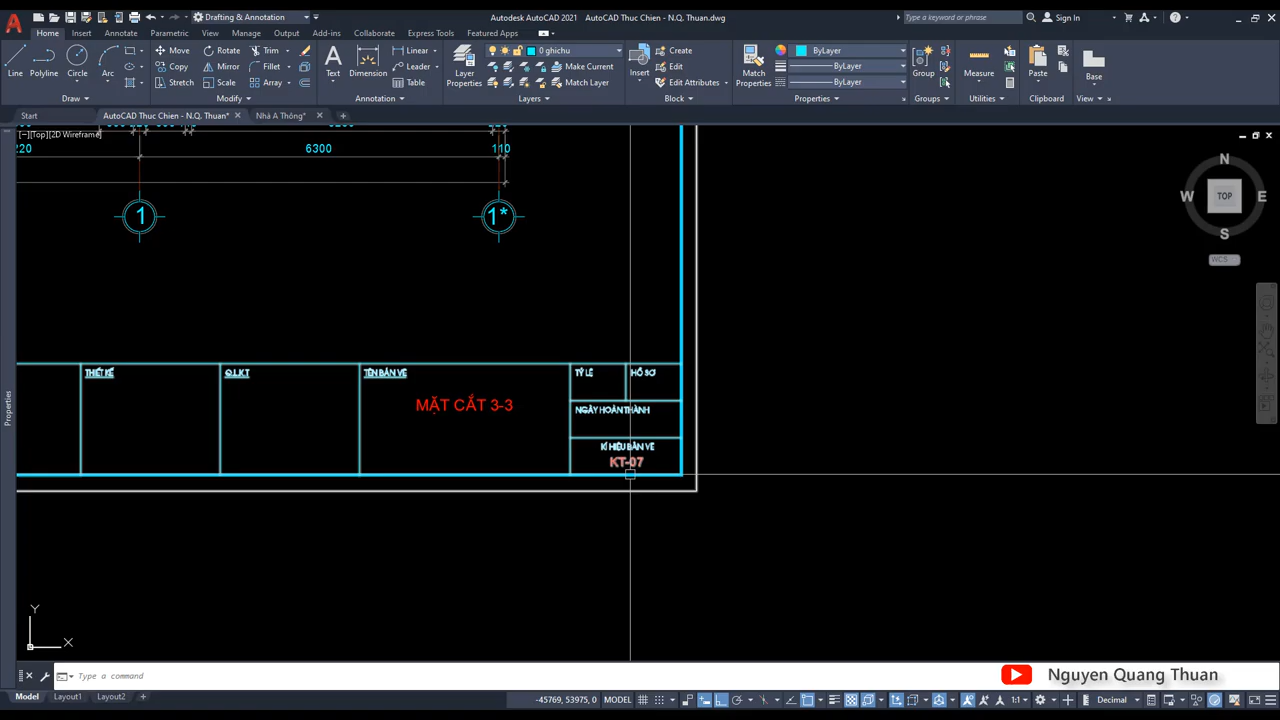 Drafting & Annotation
Autodesk AutoCAD 2021 AutoCAD Thuc Chien - N.Q. Thuan.dwg
Type a keyword or phrase
Sign In
Home Insert Annotate Parametric View Manage Output Add-ins Collaborate Express Tools Featured Apps
Line Polyline Circle Arc
Move Rotate Trim
Copy Mirror Fillet
Stretch Scale Array
Text Dimension
Linear
Leader
Table
Layer Properties
0 ghichu
Make Current
Match Layer
Insert
Create
Edit
Edit Attributes
Match Properties
ByLayer
ByLayer
ByLayer
Group
Measure
Paste
Base
Draw Modify Annotation Layers Block Properties Groups Utilities Clipboard View
Start AutoCAD Thuc Chien - N.Q. Thuan* Nhà A Thông*
[−][Top][2D Wireframe]
220 6300 110
1 1*
N
W TOP E
S
WCS
Properties
THIẾT KẾ Q.L.KT TÊN BẢN VẼ TỶ LỆ HỒ SƠ
MẶT CẮT 3-3
NGÀY HOÀN THÀNH
KÍ HIỆU BẢN VẼ
KT-07
Y
X
Type a command
Nguyen Quang Thuan
Model Layout1 Layout2
-45769, 53975, 0 MODEL 1:1 Decimal